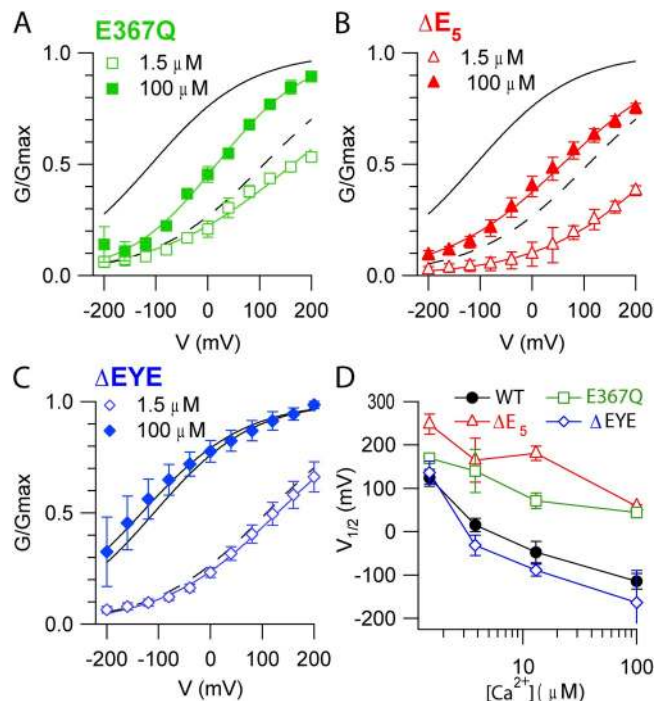 A
E367Q
1.5 μM
100 μM
G/Gmax
1.0
0.5
0.0
-200 -100 0 100 200
V (mV)
B
ΔE5
1.5 μM
100 μM
G/Gmax
1.0
0.5
0.0
-200 -100 0 100 200
V (mV)
C
ΔEYE
1.5 μM
100 μM
G/Gmax
1.0
0.5
0.0
-200 -100 0 100 200
V (mV)
D
WT E367Q
ΔE5 ΔEYE
V1/2 (mV)
300
200
100
0
-100
-200
10 100
[Ca2+] (μM)